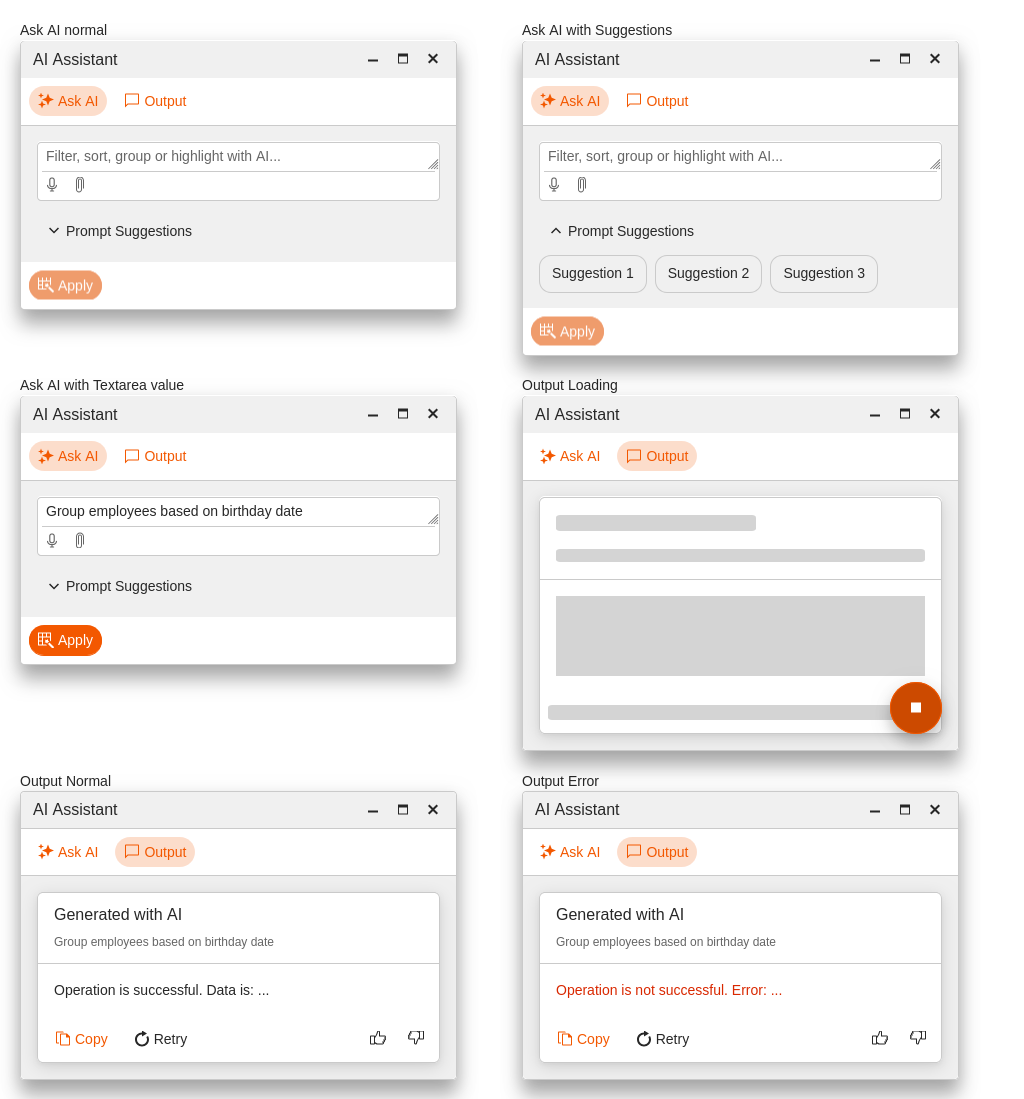 Ask AI normal
AI Assistant
Ask AI Output
Filter, sort, group or highlight with AI...
Prompt Suggestions
Apply
Ask AI with Suggestions
AI Assistant
Ask AI Output
Filter, sort, group or highlight with AI...
Prompt Suggestions
Suggestion 1 Suggestion 2 Suggestion 3
Apply
Ask AI with Textarea value
AI Assistant
Ask AI Output
Group employees based on birthday date
Prompt Suggestions
Apply
Output Loading
AI Assistant
Ask AI Output
Output Normal
AI Assistant
Ask AI Output
Generated with AI
Group employees based on birthday date
Operation is successful. Data is: ...
Copy Retry
Output Error
AI Assistant
Ask AI Output
Generated with AI
Group employees based on birthday date
Operation is not successful. Error: ...
Copy Retry